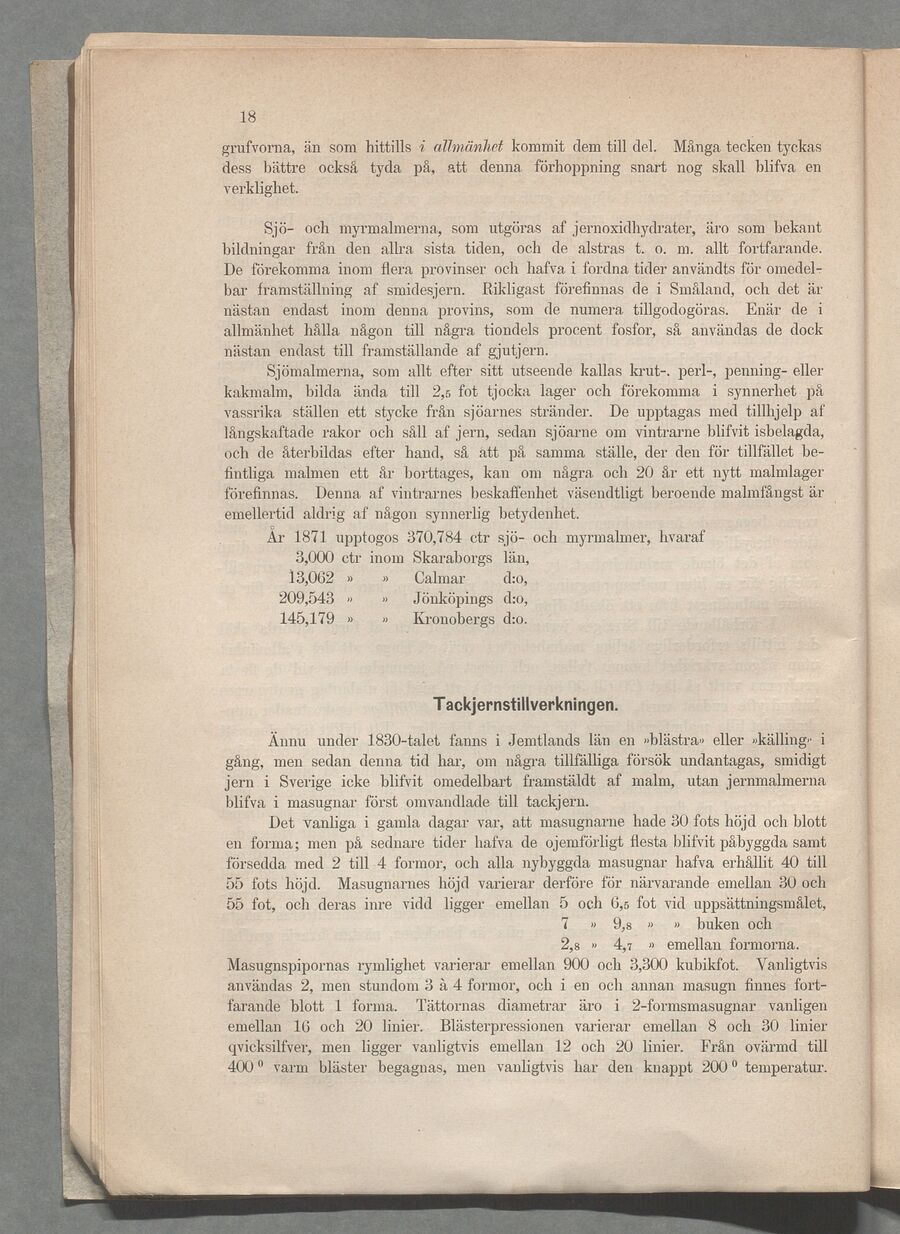 18
grufvorna, än som hittills i allmänhet kommit dem till del. Många tecken tyckas
dess bättre också tyda på, att denna förhoppning snart nog skall blifva en
verklighet.
Sjö- och myrmalmerna, som utgöras af jernoxidhydrater, äro som bekant
bildningar från den allra sista tiden, och de alstras t. o. m. allt fortfarande.
De förekomma inom flera provinser och hafva i fordna tider användts för omedel-
bar framställning af smidesjern. Rikligast förefinnas de i Småland, och det är
nästan endast inom denna provins, som de numera tillgodogöras. Enär de i
allmänhet hålla någon till några tiondels procent fosfor, så användas de dock
nästan endast till framställande af gjutjern.
Sjömalmerna, som allt efter sitt utseende kallas krut-. perl-, penning- eller
kakmalm, bilda ända till 2,5 fot tjocka lager och förekomma i synnerhet på
vassrika ställen ett stycke från sjöarnes stränder. De upptagas med tillhjelp af
långskaftade rakor och såll af jern, sedan sjöarne om vintrarne blifvit isbelagda,
och de återbildas efter hand, så att på samma ställe, der den för tillfället be-
fintliga malmen ett år borttages, kan om några och 20 år ett nytt malmlager
förefinnas. Denna af vintrarnes beskaffenhet väsendtligt beroende malmfångst är
emellertid aldrig af någon synnerlig betydenhet.
År 1871 upptogos 370,784 ctr sjö- och myrmalmer, hvaraf
3,000 ctr inom Skaraborgs län,
13,062 » » Calmar d:o,
209,543 » » Jönköpings d:o,
145,179 » » Kronobergs d:o.
Tackjernstillverkningen.
Ännu under 1830-talet fanns i Jemtlands län en »blästra» eller »källing» i
gång, men sedan denna tid har, om några tillfälliga försök undantagas, smidigt
jern i Sverige icke blifvit omedelbart framstäldt af malm, utan jernmalmerna
blifva i masugnar först omvandlade till tackjern.
Det vanliga i gamla dagar var, att masugnarne hade 30 fots höjd och blott
en forma; men på sednare tider hafva de ojemförligt flesta blifvit påbyggda samt
försedda med 2 till 4 formor, och alla nybyggda masugnar hafva erhållit 40 till
55 fots höjd. Masugnarnes höjd varierar derföre för närvarande emellan 30 och
55 fot, och deras inre vidd ligger emellan 5 och 6,5 fot vid uppsättningsmålet,
7 » 9,8 » » buken och
2,8 » 4,7 » emellan formorna.
Masugnspipornas rymlighet varierar emellan 900 och 3,300 kubikfot. Vanligtvis
användas 2, men stundom 3 à 4 formor, och i en och annan masugn finnes fort-
farande blott 1 forma. Tättornas diametrar äro i 2-formsmasugnar vanligen
emellan 16 och 20 linier. Blästerpressionen varierar emellan 8 och 30 linier
qvicksilfver, men ligger vanligtvis emellan 12 och 20 linier. Från ovärmd till
400⁰ varm bläster begagnas, men vanligtvis har den knappt 200⁰ temperatur.